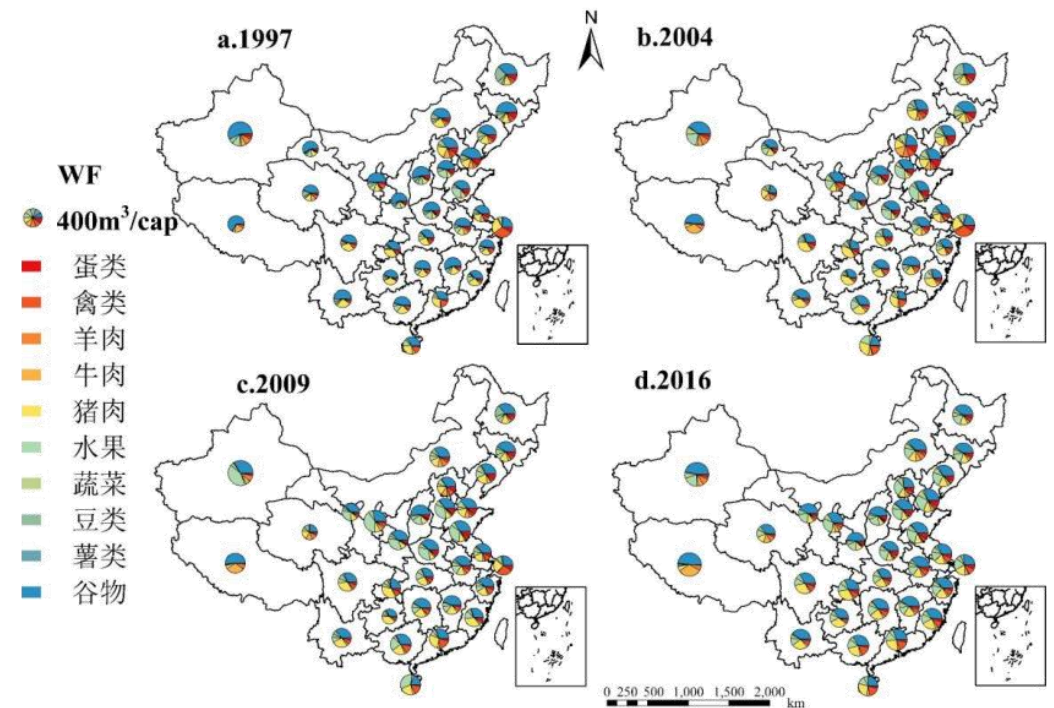 a.1997
N
b.2004
WF
400m³/cap
蛋类
禽类
羊肉
牛肉
猪肉
水果
蔬菜
豆类
薯类
谷物
c.2009
d.2016
0 250 500 1,000 1,500 2,000
km